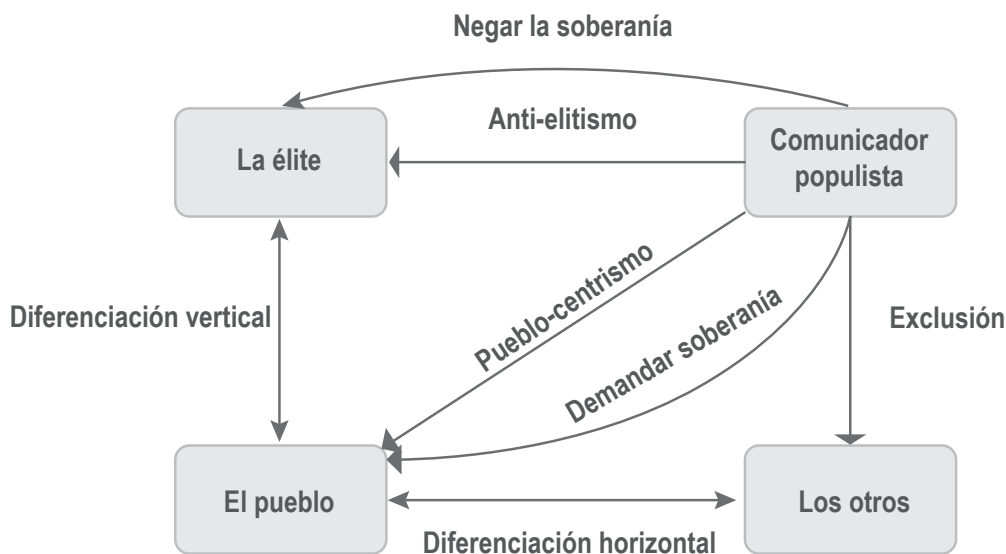 Negar la soberanía
Anti-elitismo
La élite
Comunicador
populista
Pueblo-centrismo
Diferenciación vertical
Demandar soberanía
Exclusión
El pueblo
Los otros
Diferenciación horizontal